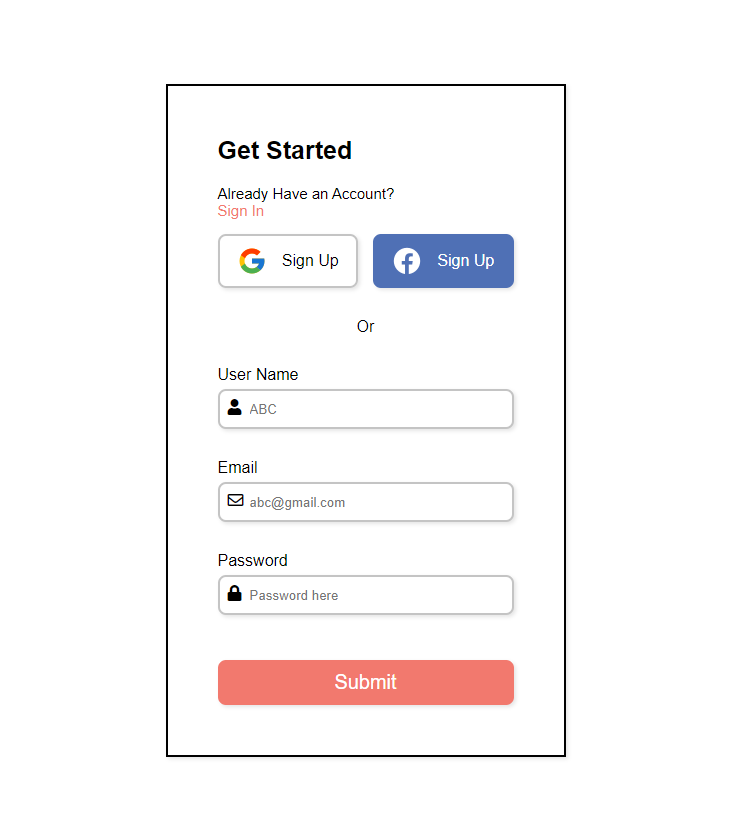 Get Started
Already Have an Account?
Sign In
Sign Up
Sign Up
Or
User Name
ABC
Email
abc@gmail.com
Password
Password here
Submit